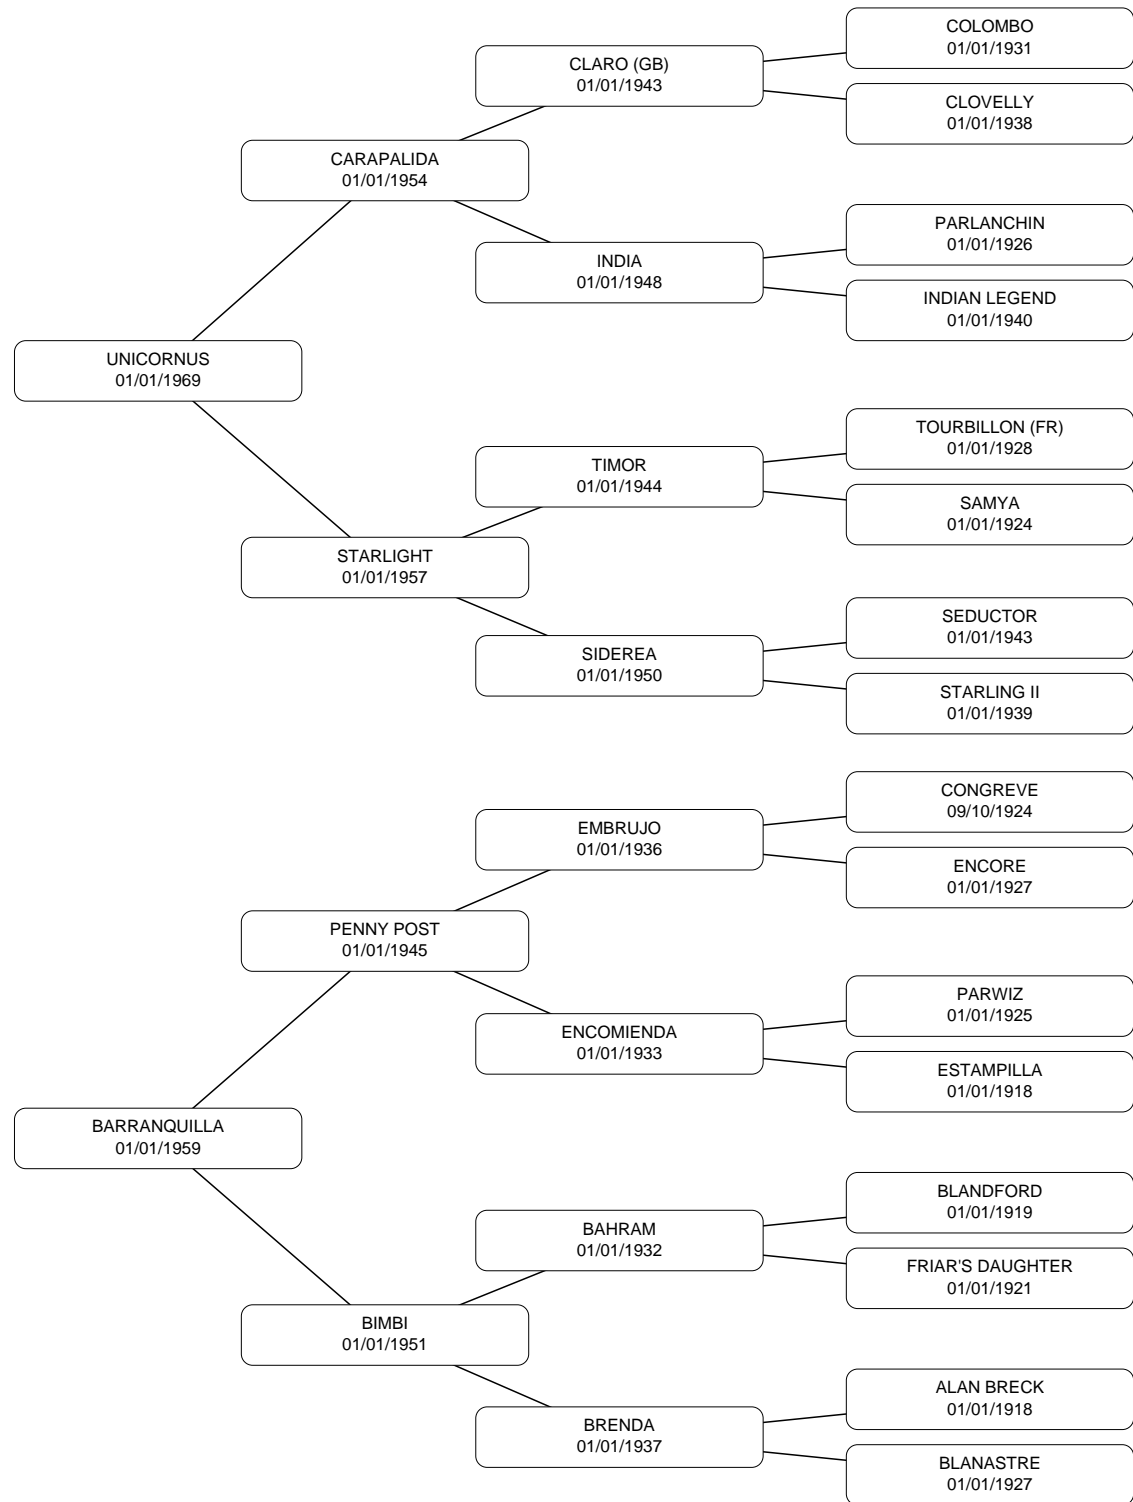 COLOMBO
01/01/1931
CLARO (GB)
01/01/1943
CLOVELLY
01/01/1938
CARAPALIDA
01/01/1954
PARLANCHIN
01/01/1926
INDIA
01/01/1948
INDIAN LEGEND
01/01/1940
UNICORNUS
01/01/1969
TOURBILLON (FR)
01/01/1928
TIMOR
01/01/1944
SAMYA
01/01/1924
STARLIGHT
01/01/1957
SEDUCTOR
01/01/1943
SIDEREA
01/01/1950
STARLING II
01/01/1939
CONGREVE
09/10/1924
EMBRUJO
01/01/1936
ENCORE
01/01/1927
PENNY POST
01/01/1945
PARWIZ
01/01/1925
ENCOMIENDA
01/01/1933
ESTAMPILLA
01/01/1918
BARRANQUILLA
01/01/1959
BLANDFORD
01/01/1919
BAHRAM
01/01/1932
FRIAR'S DAUGHTER
01/01/1921
BIMBI
01/01/1951
ALAN BRECK
01/01/1918
BRENDA
01/01/1937
BLANASTRE
01/01/1927